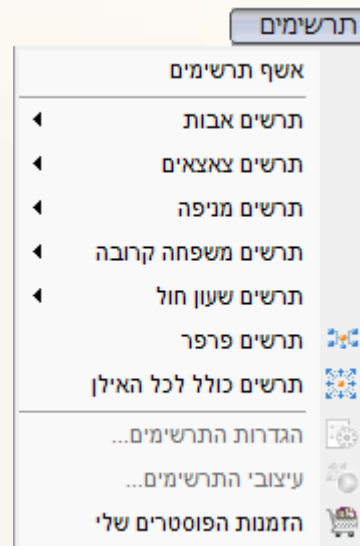 תרשימים
אשף תרשימים
תרשים אבות
תרשים צאצאים
תרשים מניפה
תרשים משפחה קרובה
תרשים שעון חול
תרשים פרפר
תרשים כולל לכל האילן
הגדרות התרשימים...
עיצובי התרשימים...
הזמנות הפוסטרים שלי